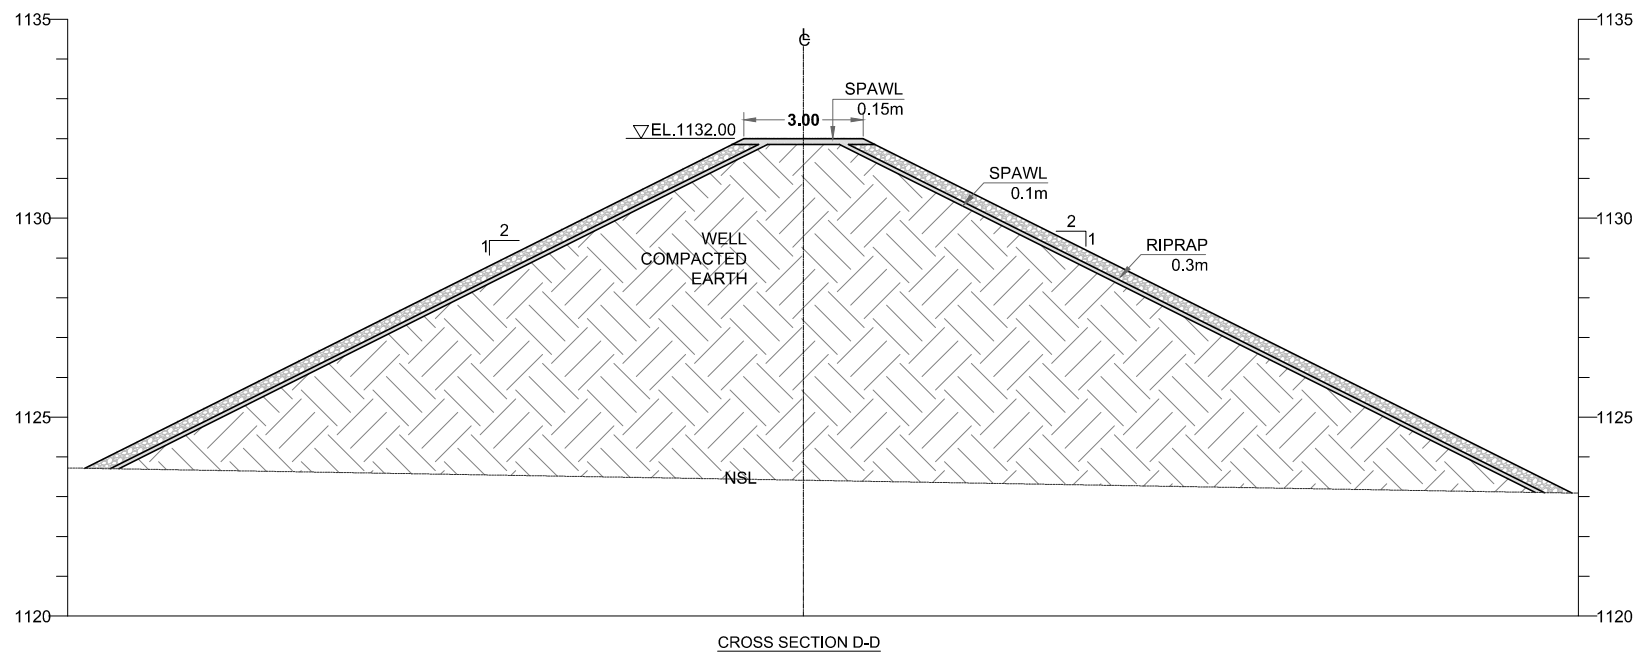 1135
1135
C
SPAWL
0.15m
3.00
EL.1132.00
SPAWL
0.1m
1130
1130
2
1
2
1
WELL
COMPACTED
EARTH
RIPRAP
0.3m
1125
1125
NSL
1120
1120
CROSS SECTION D-D